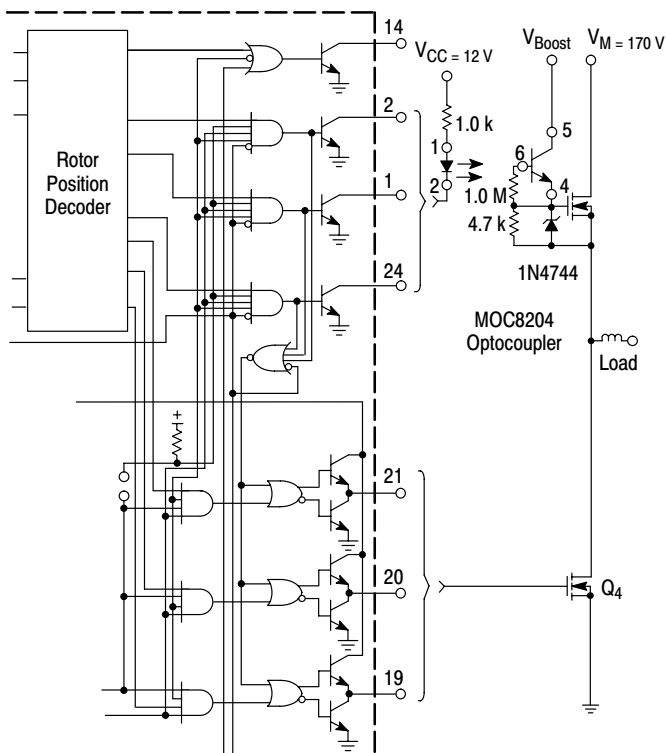 14
V_CC = 12 V
V_Boost
V_M = 170 V
2
1.0 k
5
1
6
Rotor
Position
Decoder
1
2
4
1.0 M
4.7 k
24
1N4744
MOC8204
Optocoupler
Load
+
21
20
Q_4
19